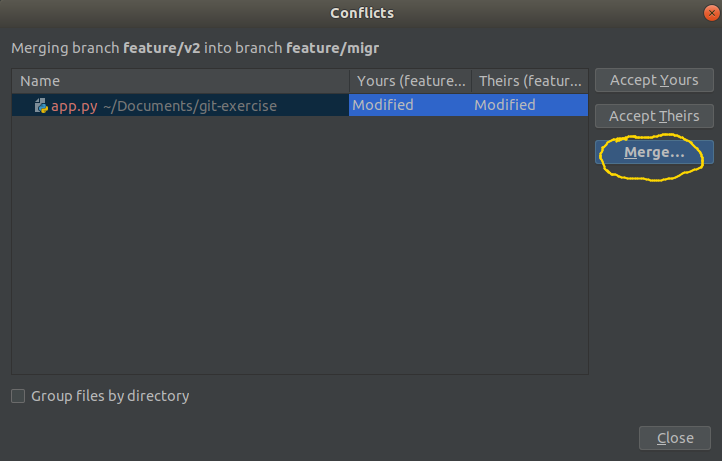 Conflicts
Merging branch feature/v2 into branch feature/migr
Name Yours (feature... Theirs (featur...
app.py ~/Documents/git-exercise Modified Modified
Accept Yours
Accept Theirs
Merge...
Group files by directory
Close